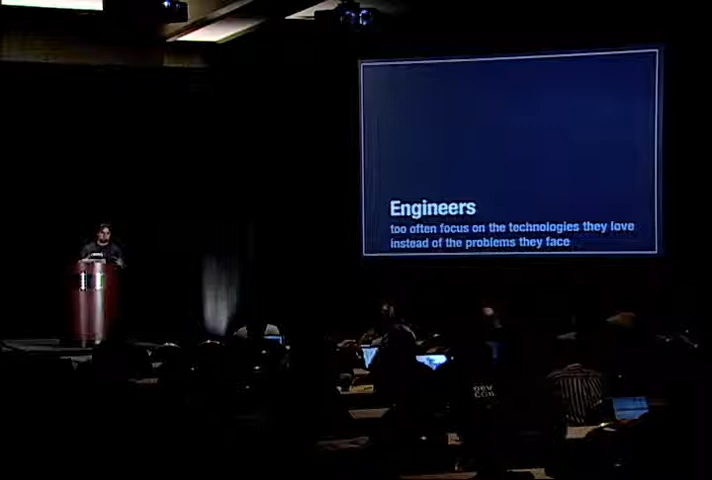 Engineers
too often focus on the technologies they love
instead of the problems they face